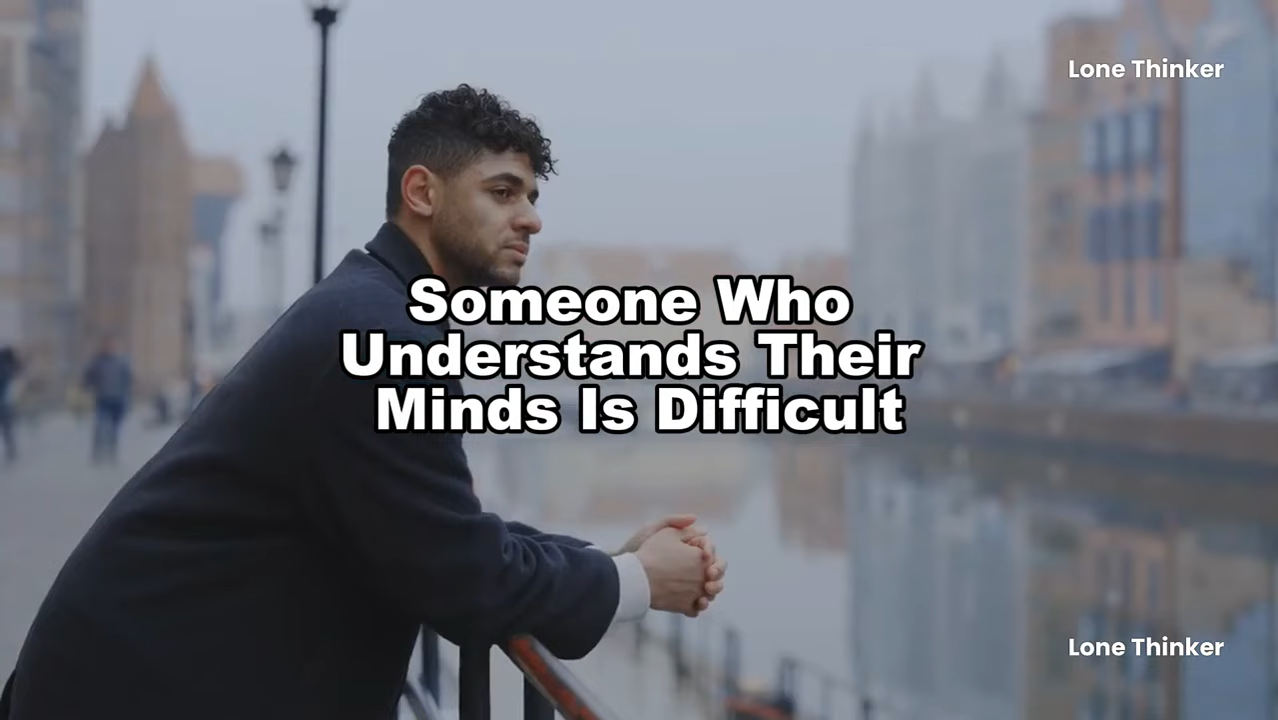 Lone Thinker
Someone Who
Understands Their
Minds Is Difficult
Lone Thinker